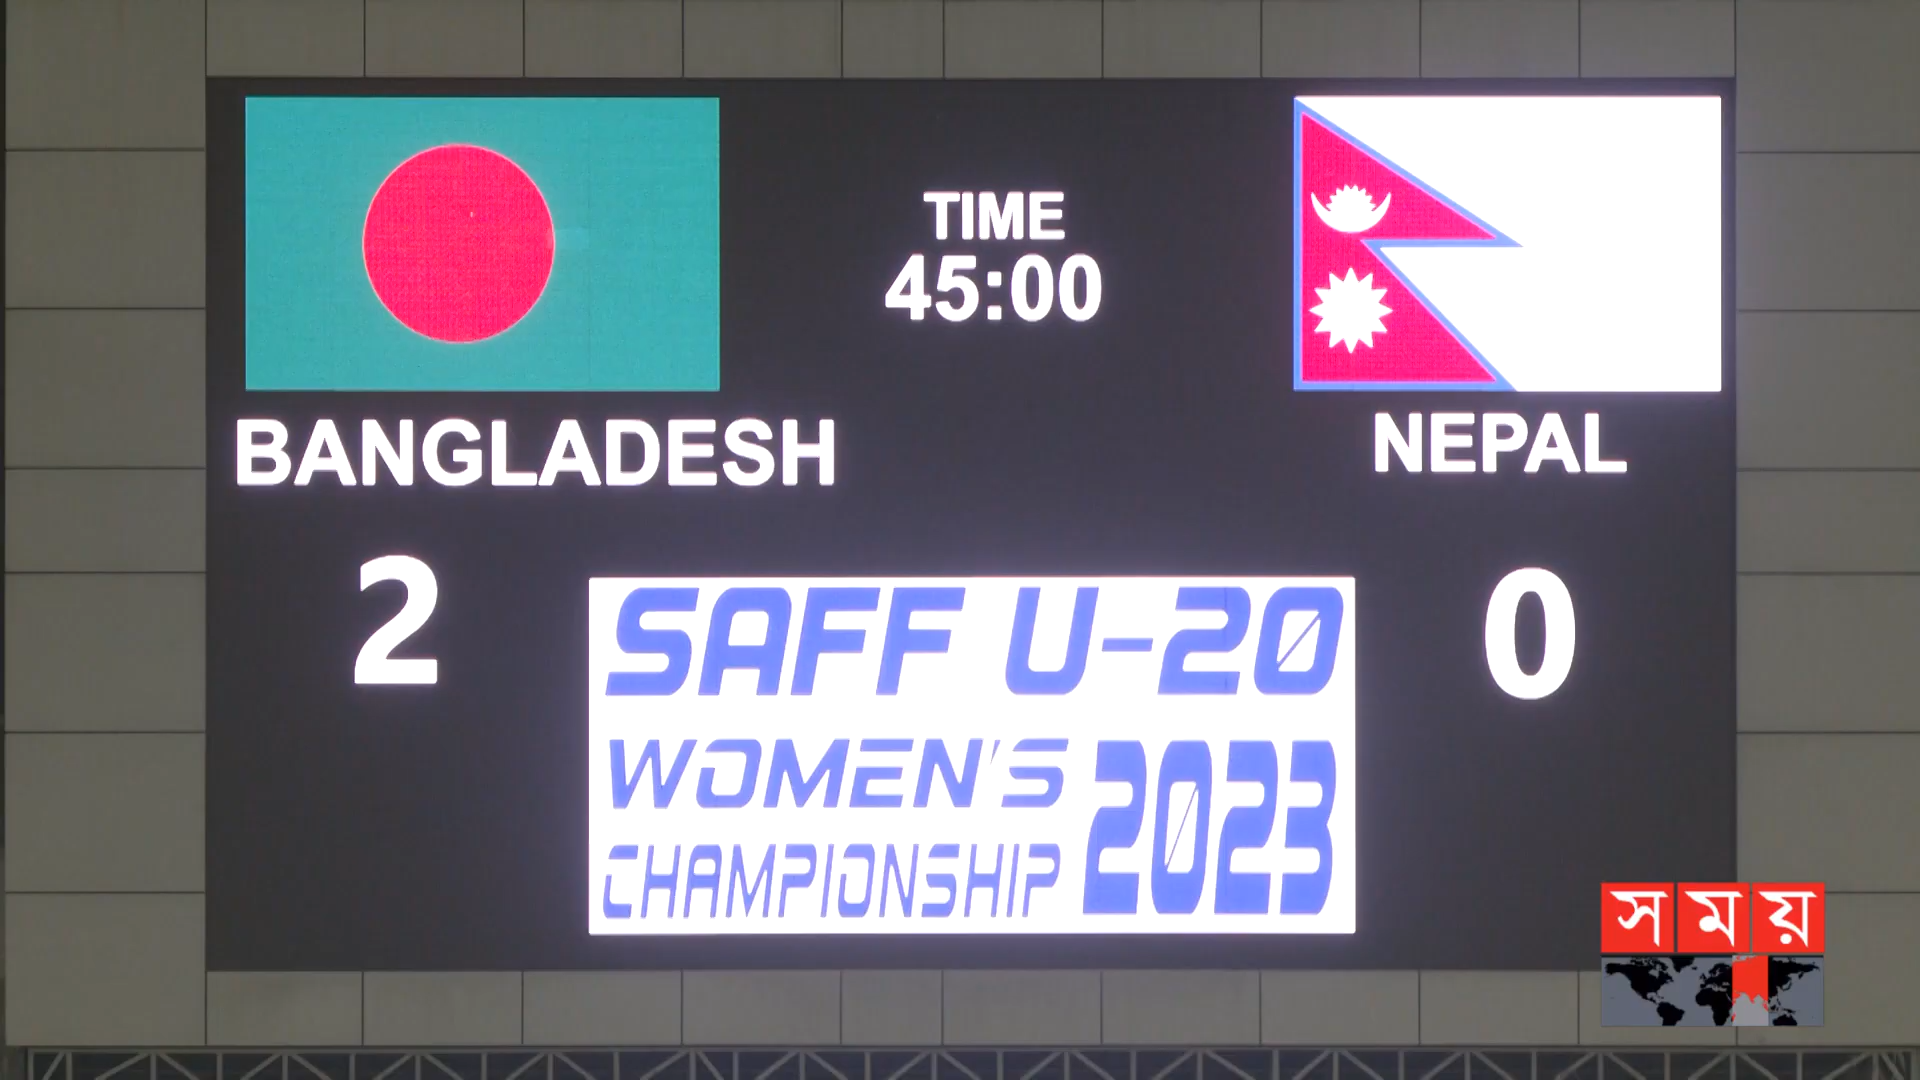 TIME
45:00
BANGLADESH
NEPAL
2
0
SAFF U-20
WOMEN'S
CHAMPIONSHIP
2023
সময়